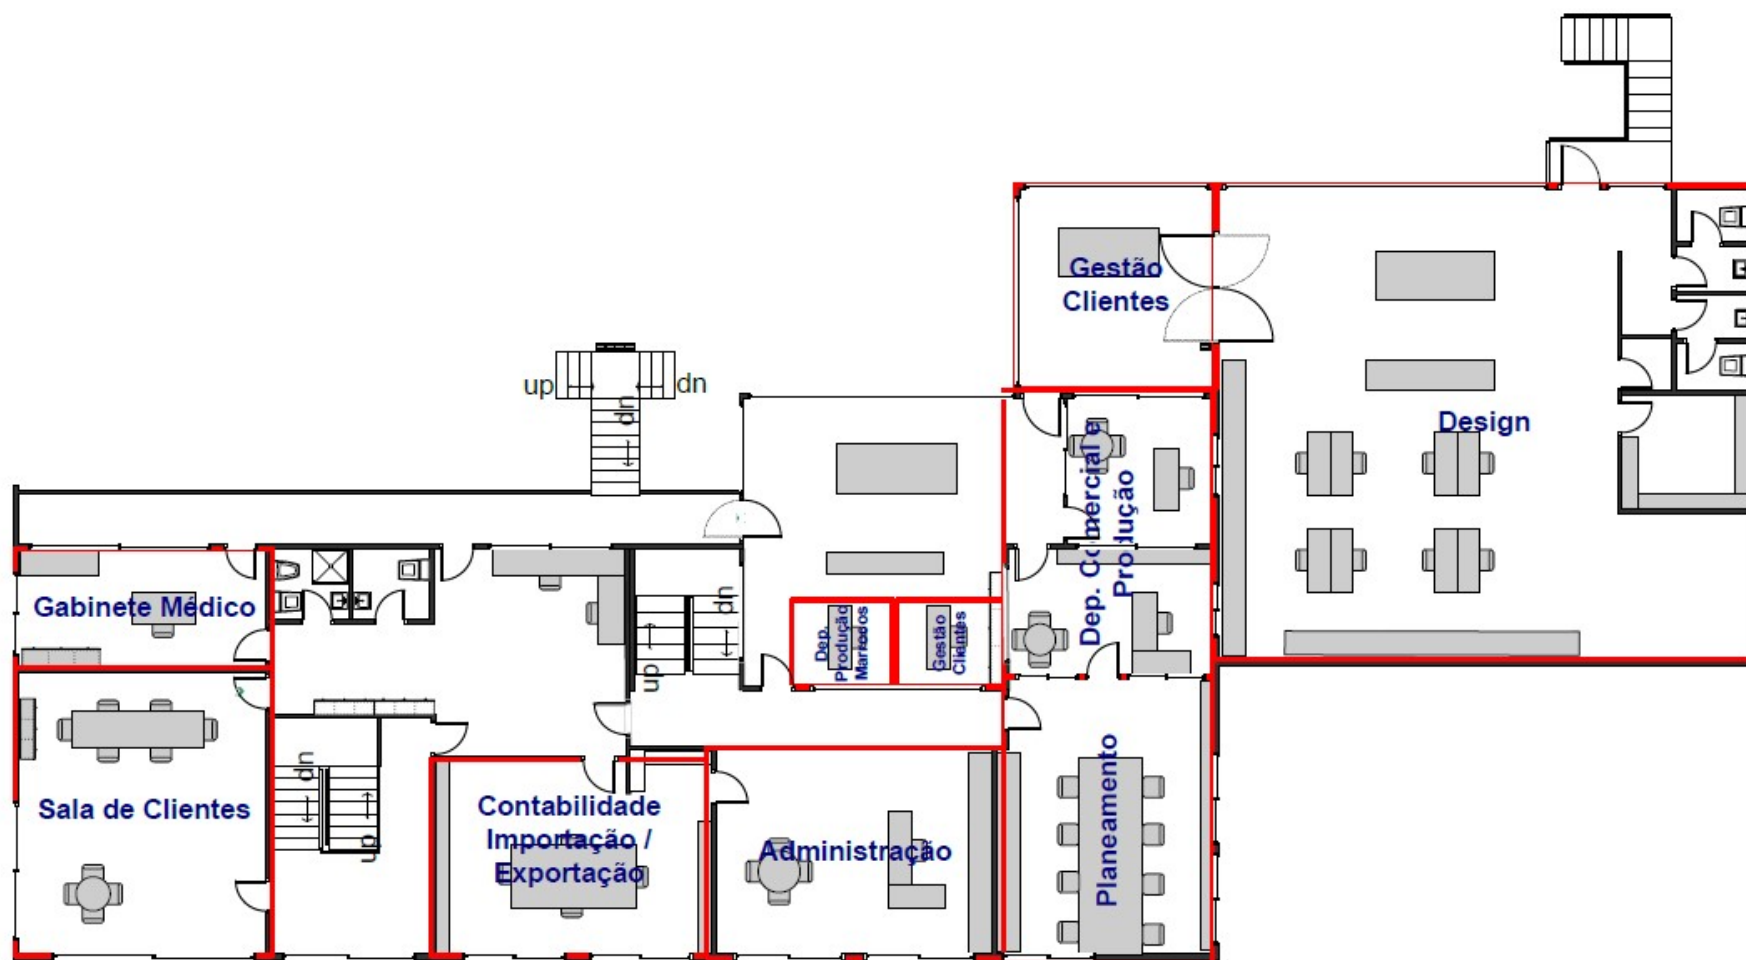 Gestão
Clientes
up
dn
dn
Design
Dep. Comercial e
Produção
Gabinete Médico
dn
up
Dep.
Produção
Marrocos
Gestão
Clientes
dn
up
Sala de Clientes
Contabilidade
Importação /
Exportação
Administração
Planeamento